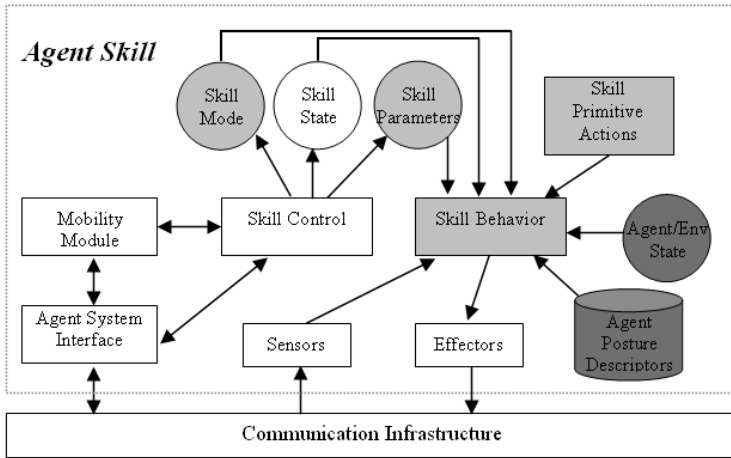 Agent Skill
Skill
Mode
Skill
State
Skill
Parameters
Skill
Primitive
Actions
Mobility
Module
Skill Control
Skill Behavior
Agent/Env
State
Agent System
Interface
Sensors
Effectors
Agent
Posture
Descriptors
Communication Infrastructure